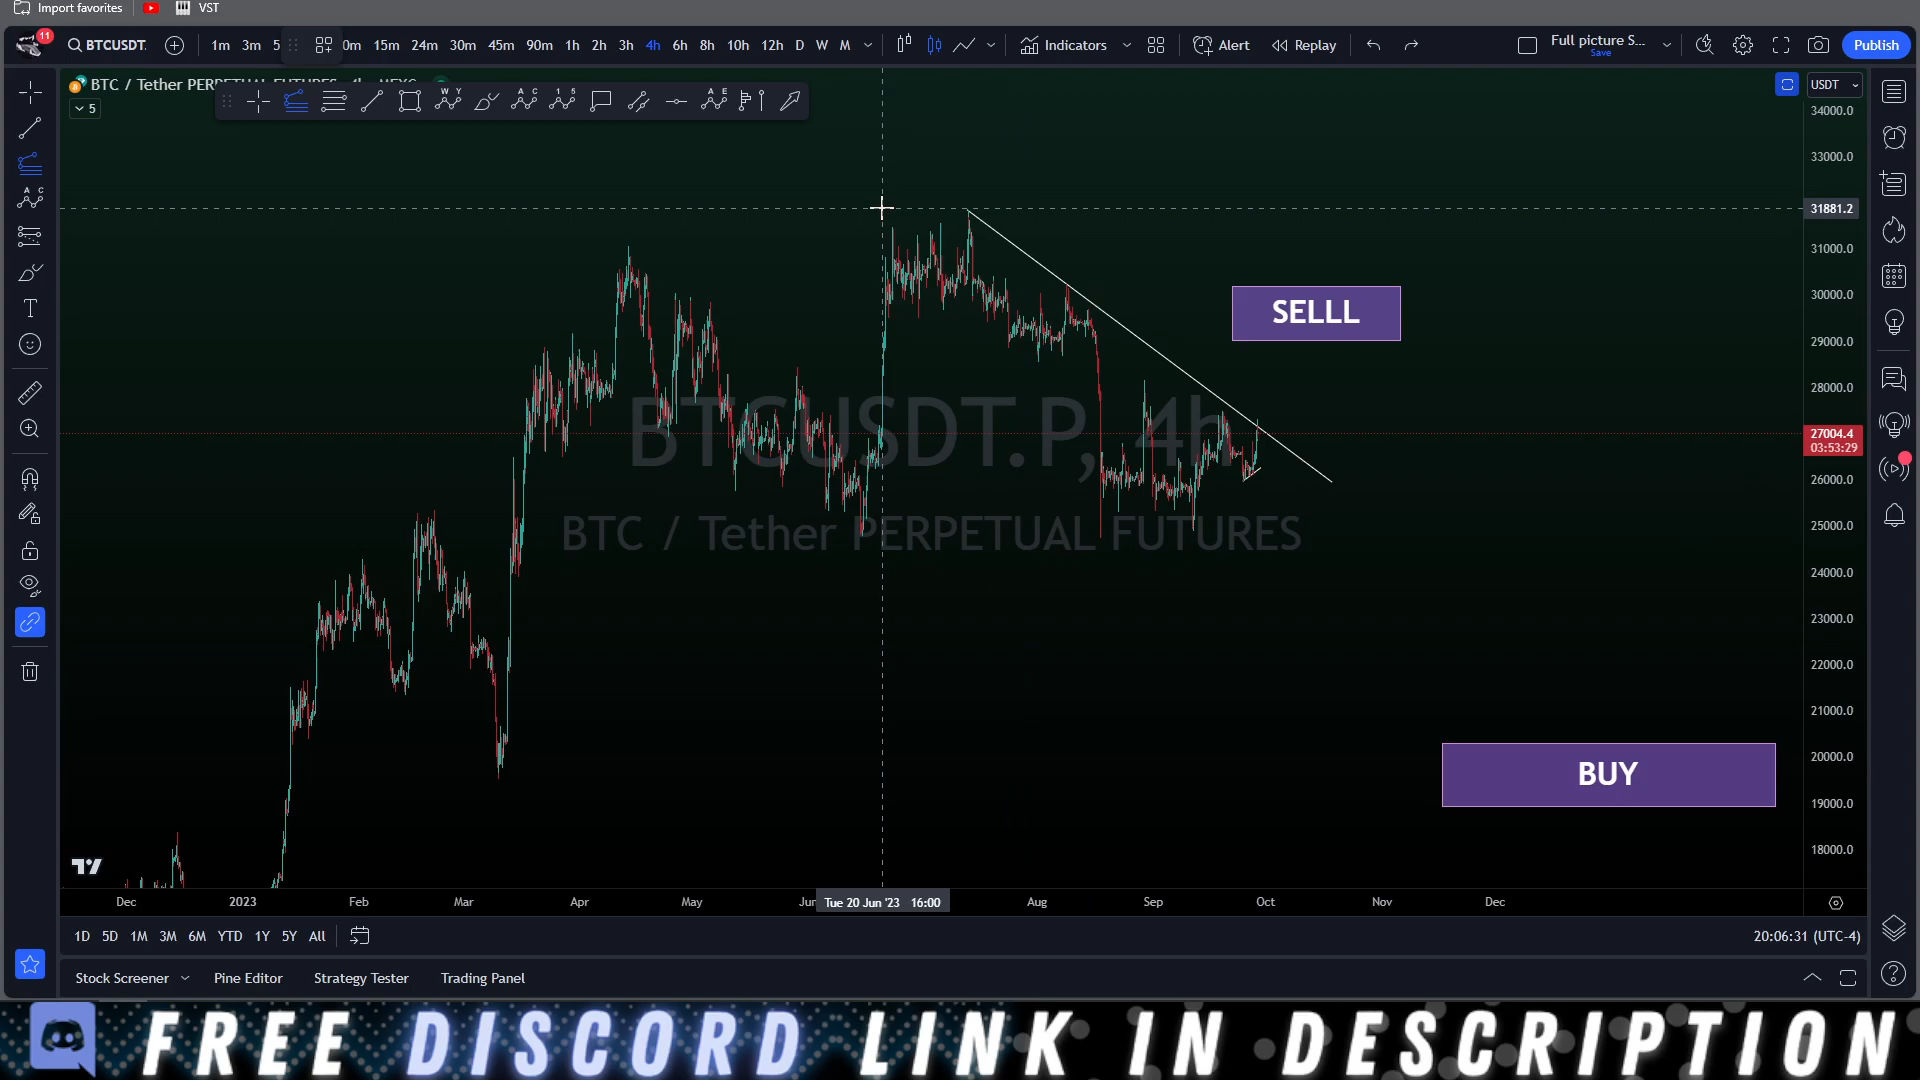 Import favorites VST
11 BTCUSDT. 1m 3m 5 0m 15m 24m 30m 45m 90m 1h 2h 3h 4h 6h 8h 10h 12h D W M Indicators Alert Replay Full picture S... Save Publish
BTC / Tether PERPETUAL FUTURES · 4h · MEXC
USDT
5
34000.0
33000.0
31881.2
31000.0
30000.0
29000.0
28000.0
27004.4
03:53:29
26000.0
25000.0
24000.0
23000.0
22000.0
21000.0
20000.0
19000.0
18000.0
SELLL
BTCUSDT.P, 4h
BTC / Tether PERPETUAL FUTURES
BUY
Dec 2023 Feb Mar Apr May Jun Tue 20 Jun '23 16:00 Aug Sep Oct Nov Dec
1D 5D 1M 3M 6M YTD 1Y 5Y All 20:06:31 (UTC-4)
Stock Screener Pine Editor Strategy Tester Trading Panel
FREE DISCORD LINK IN DESCRIPTION